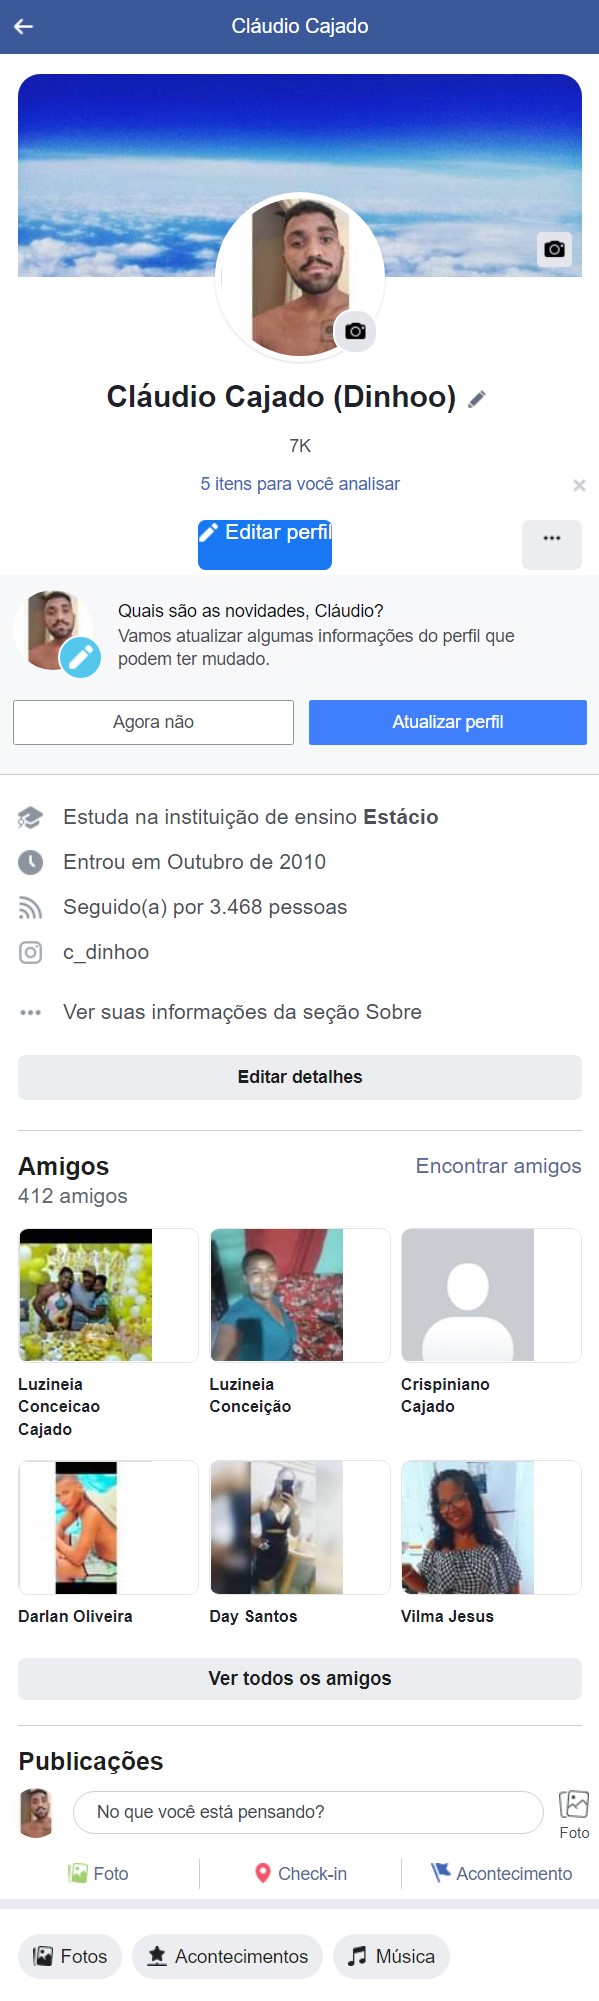 Cláudio Cajado
Cláudio Cajado (Dinhoo)
7K
5 itens para você analisar
Editar perfil
Quais são as novidades, Cláudio?
Vamos atualizar algumas informações do perfil que
podem ter mudado.
Agora não
Atualizar perfil
Estuda na instituição de ensino Estácio
Entrou em Outubro de 2010
Seguido(a) por 3.468 pessoas
c_dinhoo
Ver suas informações da seção Sobre
Editar detalhes
Amigos
Encontrar amigos
412 amigos
Luzineia
Conceicao
Cajado
Luzineia
Conceição
Crispiniano
Cajado
Darlan Oliveira
Day Santos
Vilma Jesus
Ver todos os amigos
Publicações
No que você está pensando?
Foto
Foto
Check-in
Acontecimento
Fotos
Acontecimentos
Música